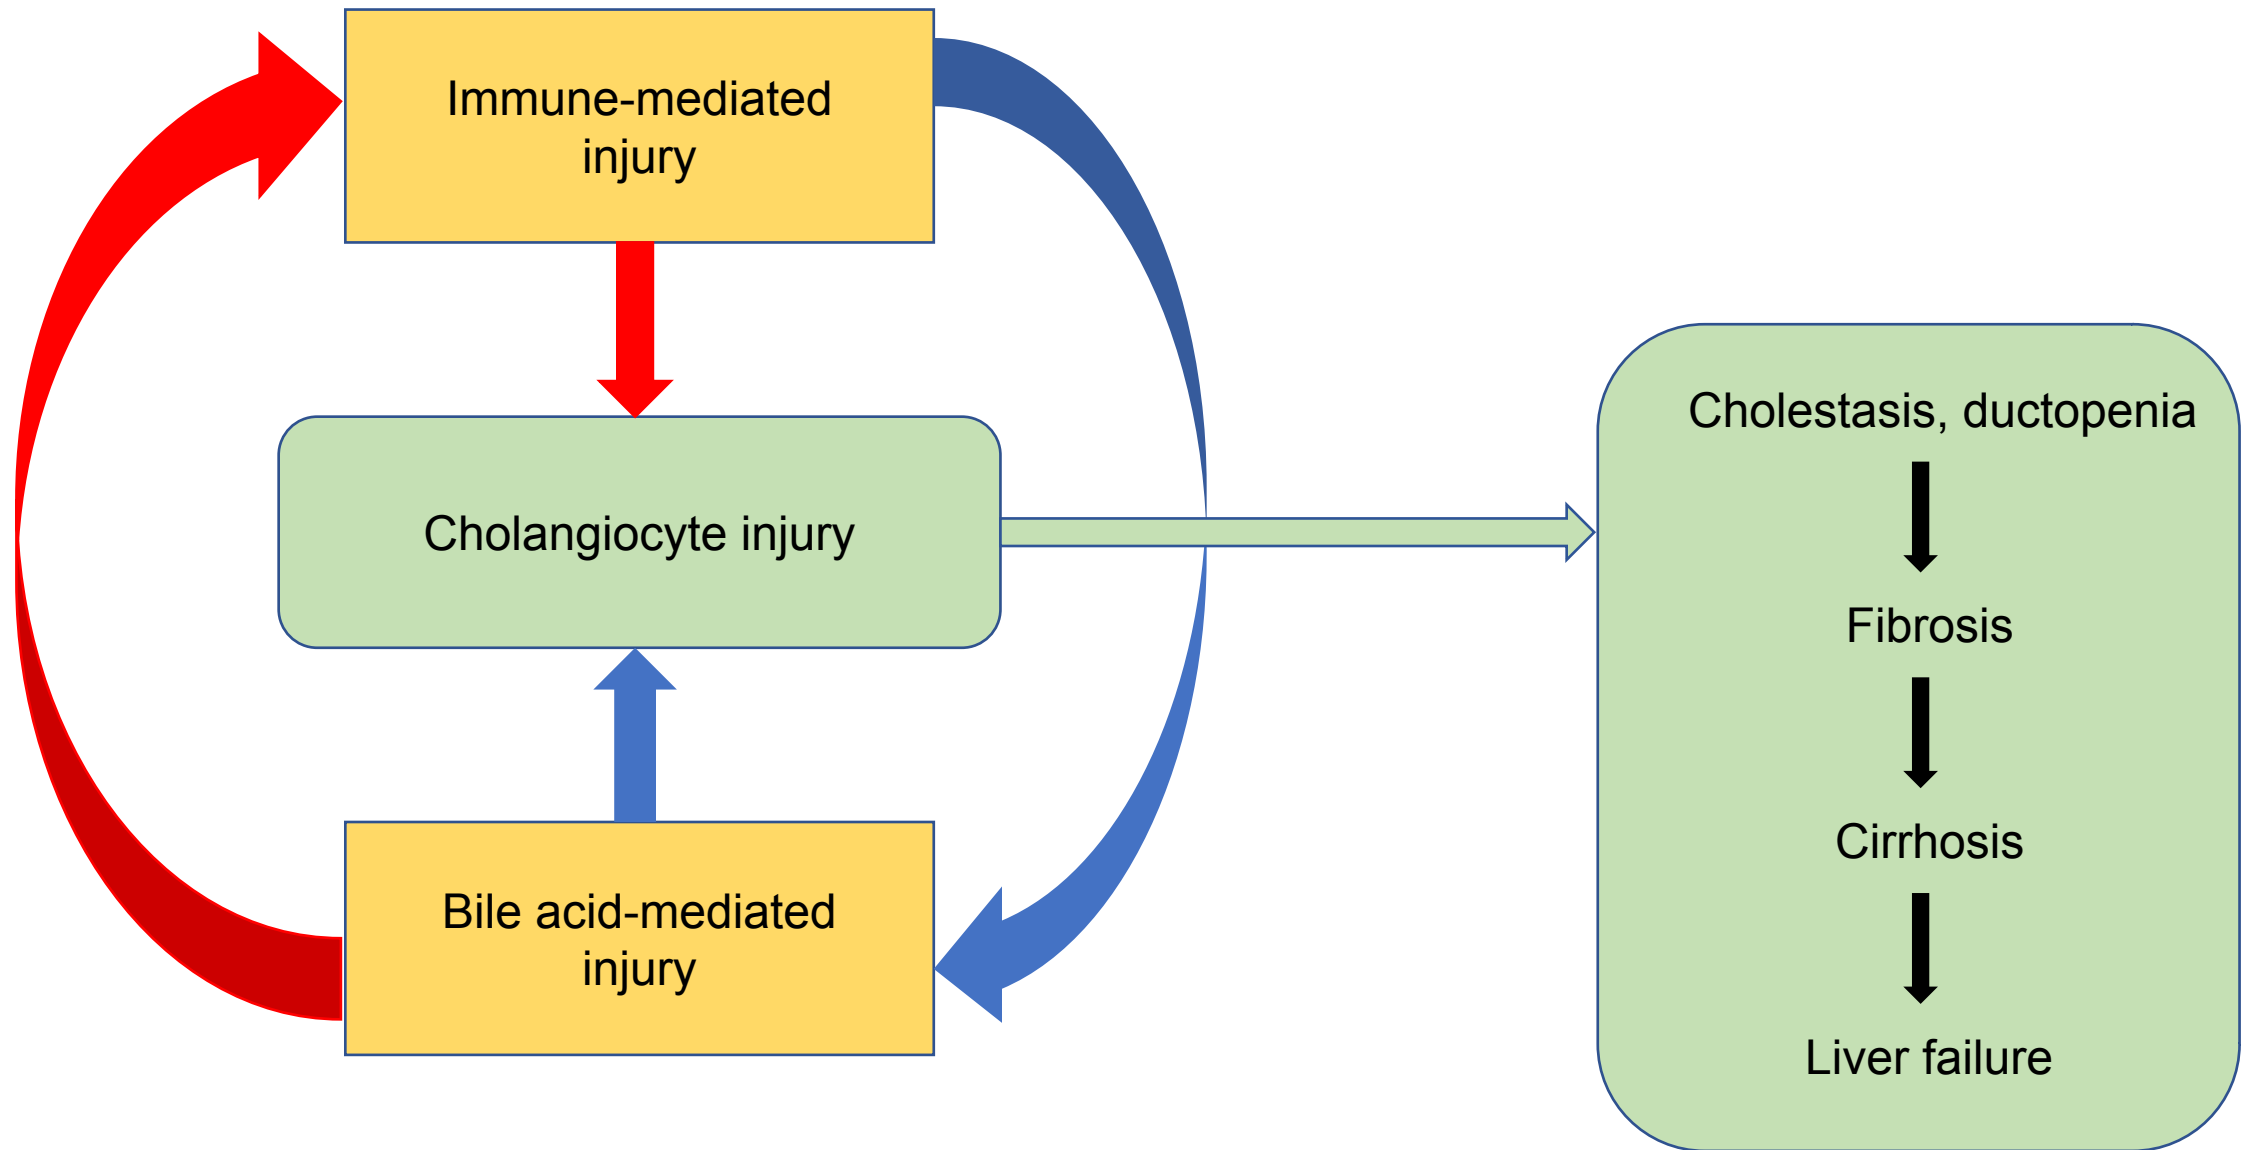 Immune-mediated
injury
Cholangiocyte injury
Bile acid-mediated
injury
Cholestasis, ductopenia
Fibrosis
Cirrhosis
Liver failure